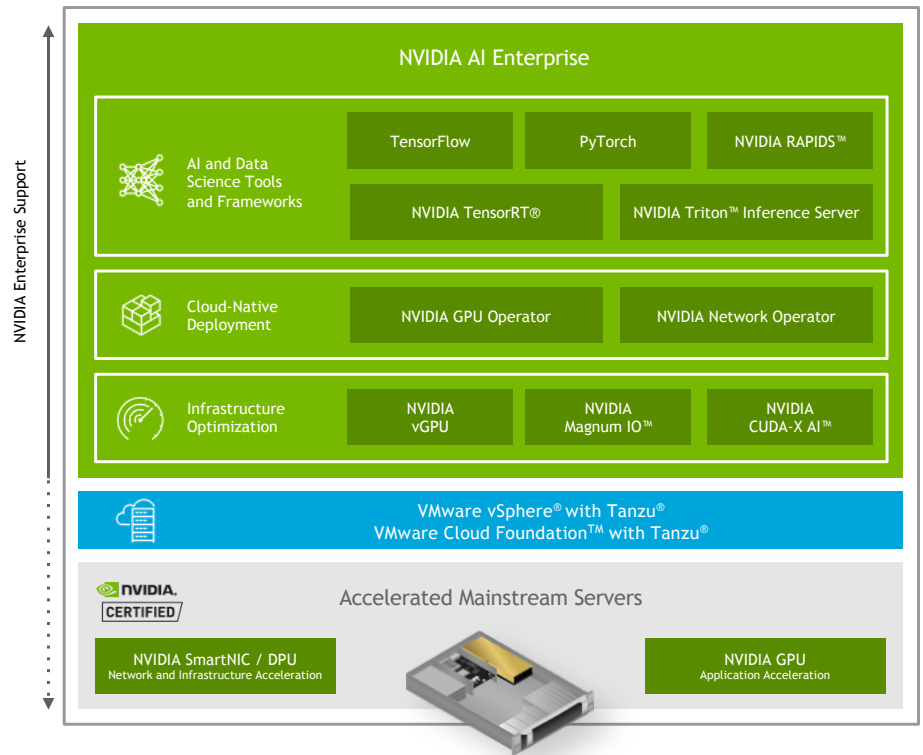 NVIDIA AI Enterprise
NVIDIA Enterprise Support
AI and Data
Science Tools
and Frameworks
TensorFlow
PyTorch
NVIDIA RAPIDS™
NVIDIA TensorRT®
NVIDIA Triton™ Inference Server
Cloud-Native
Deployment
NVIDIA GPU Operator
NVIDIA Network Operator
Infrastructure
Optimization
NVIDIA
vGPU
NVIDIA
Magnum IO™
NVIDIA
CUDA-X AI™
VMware vSphere® with Tanzu®
VMware Cloud Foundation™ with Tanzu®
NVIDIA.
CERTIFIED
Accelerated Mainstream Servers
NVIDIA SmartNIC / DPU
Network and Infrastructure Acceleration
NVIDIA GPU
Application Acceleration